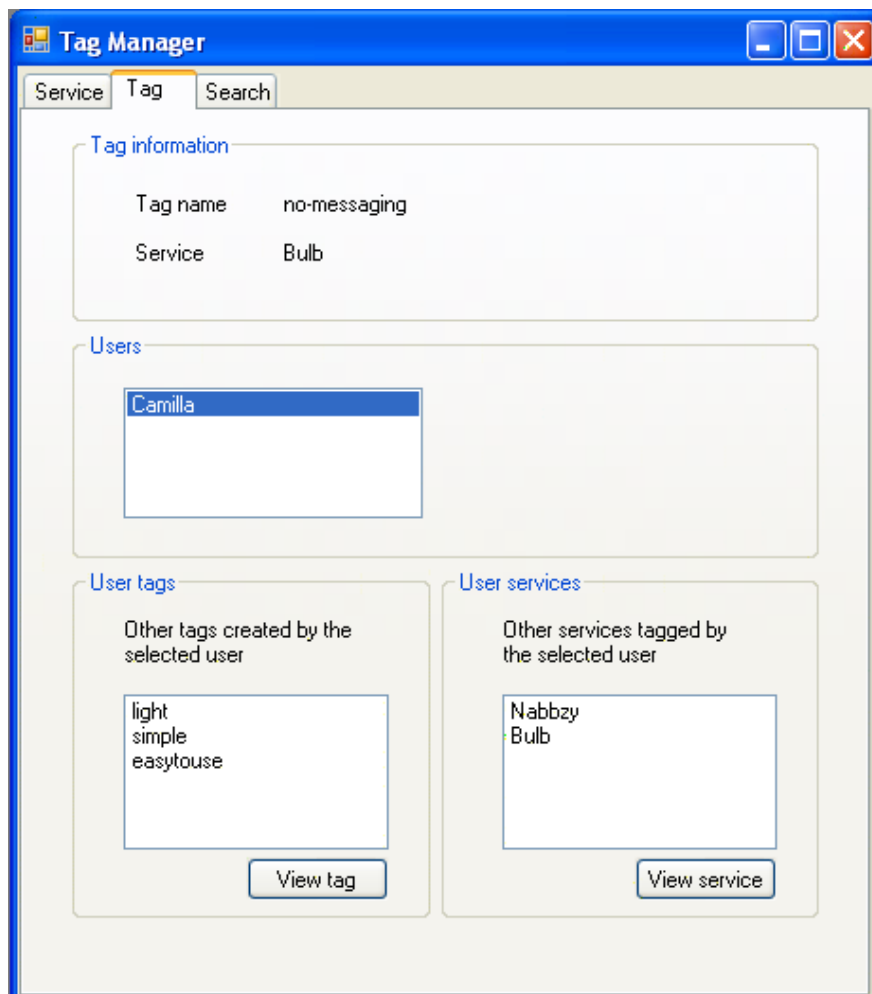 Tag Manager
Service Tag Search
Tag information
Tag name no-messaging
Service Bulb
Users
Camilla
User tags
Other tags created by the
selected user
light
simple
easytouse
View tag
User services
Other services tagged by
the selected user
Nabbzy
Bulb
View service